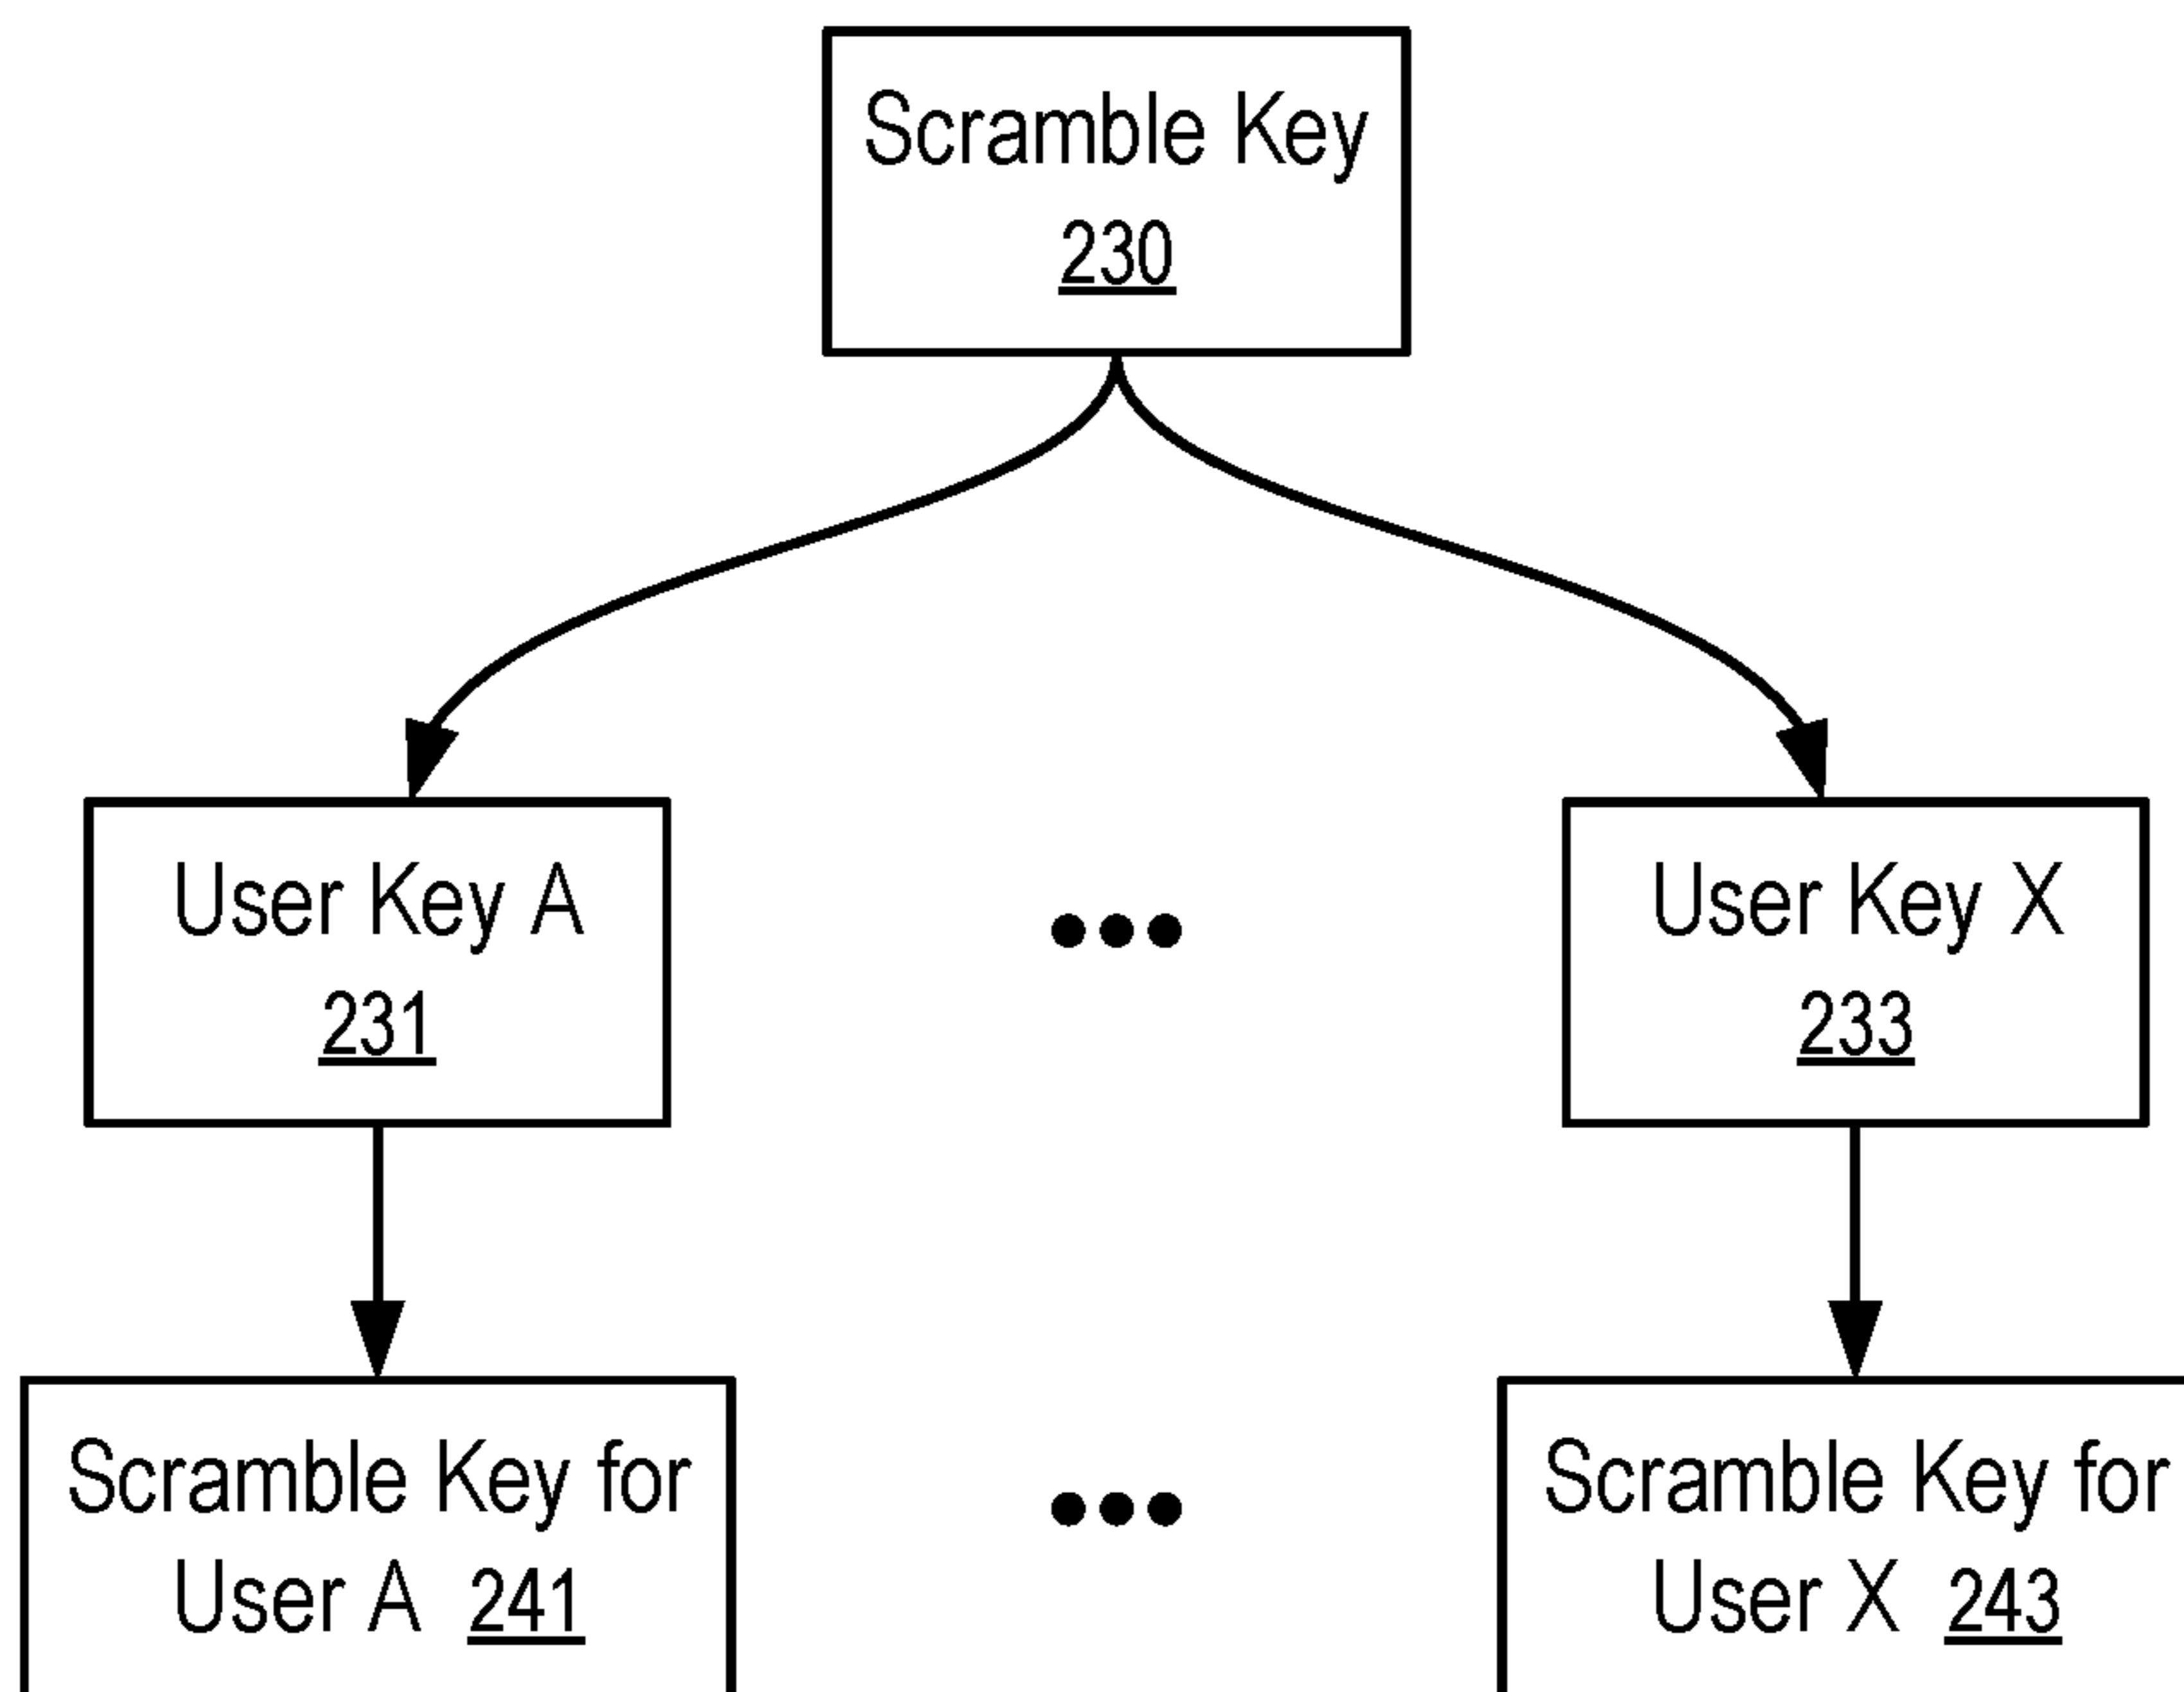 Scramble Key
230
User Key A
231
●●●
User Key X
233
Scramble Key for
User A 241
●●●
Scramble Key for
User X 243